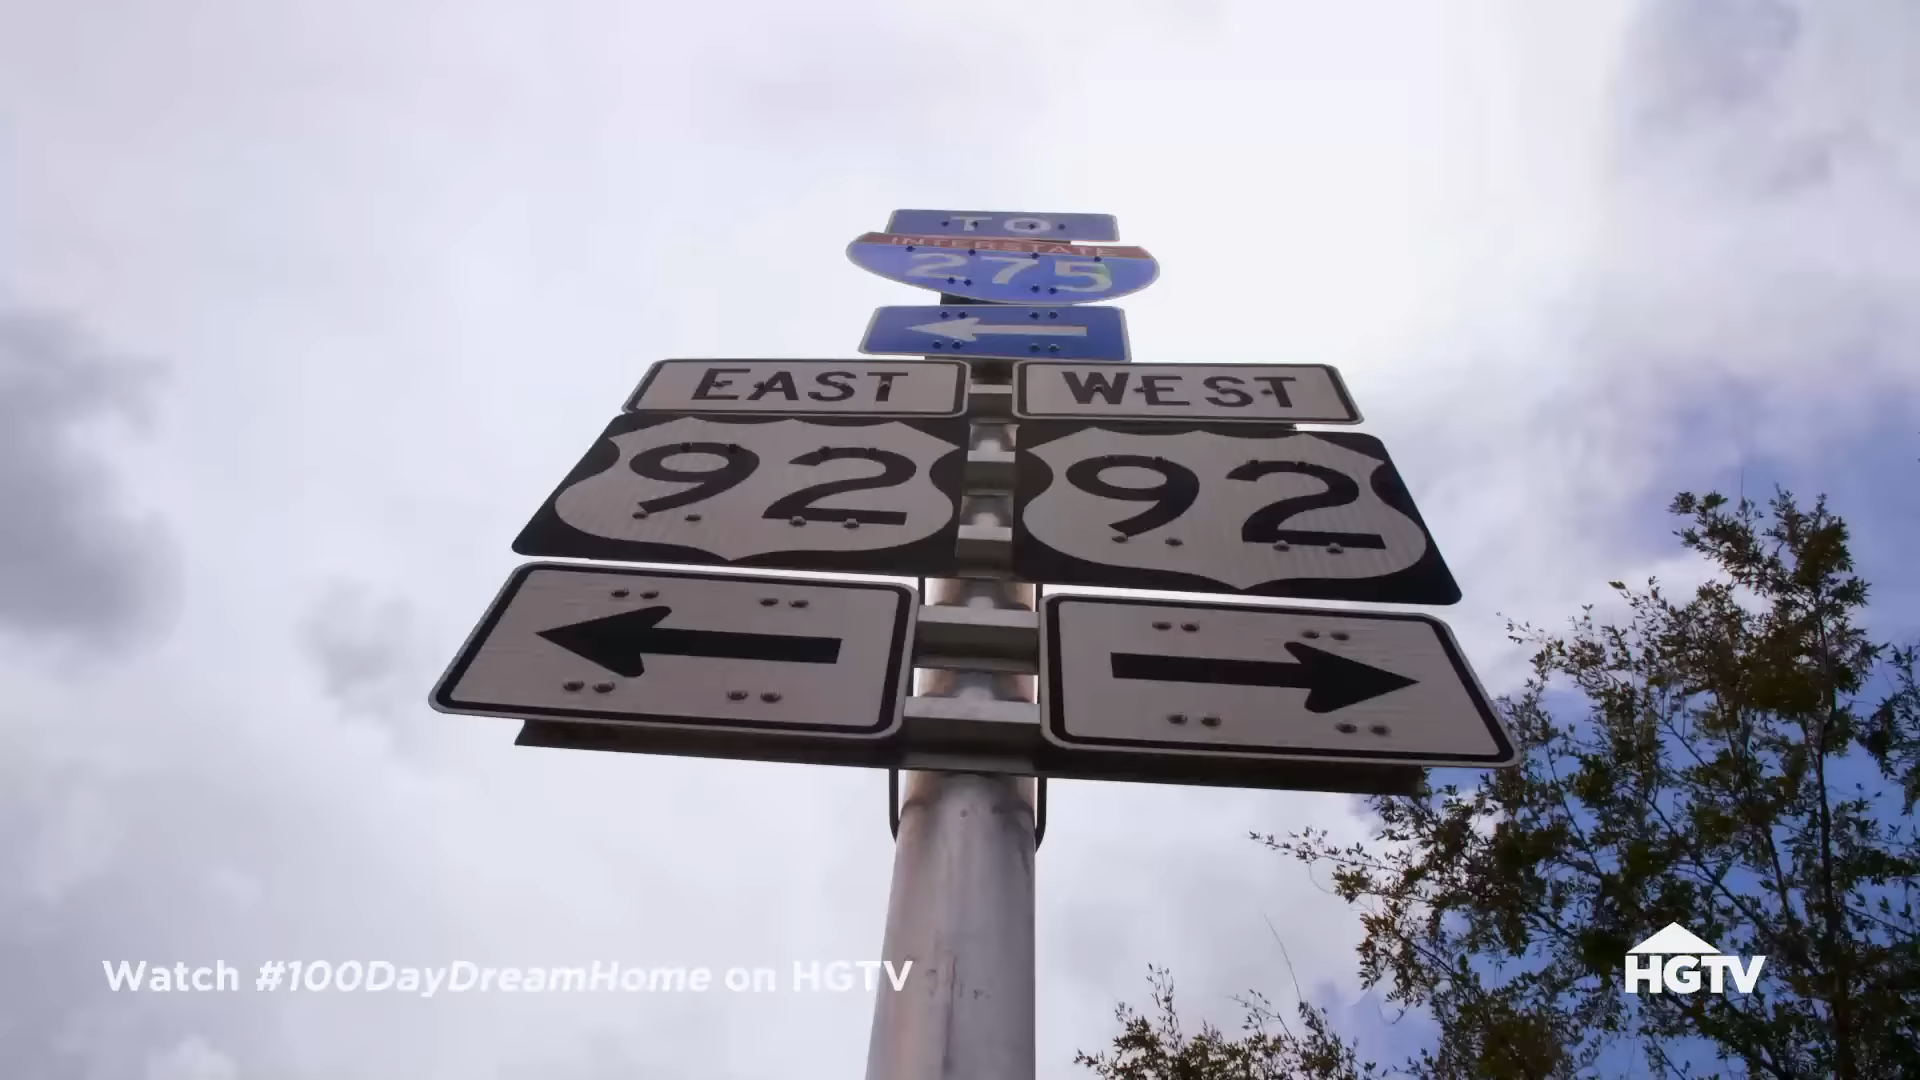 TO
INTERSTATE
275
EAST
WEST
92
92
Watch #100DayDreamHome on HGTV
HGTV